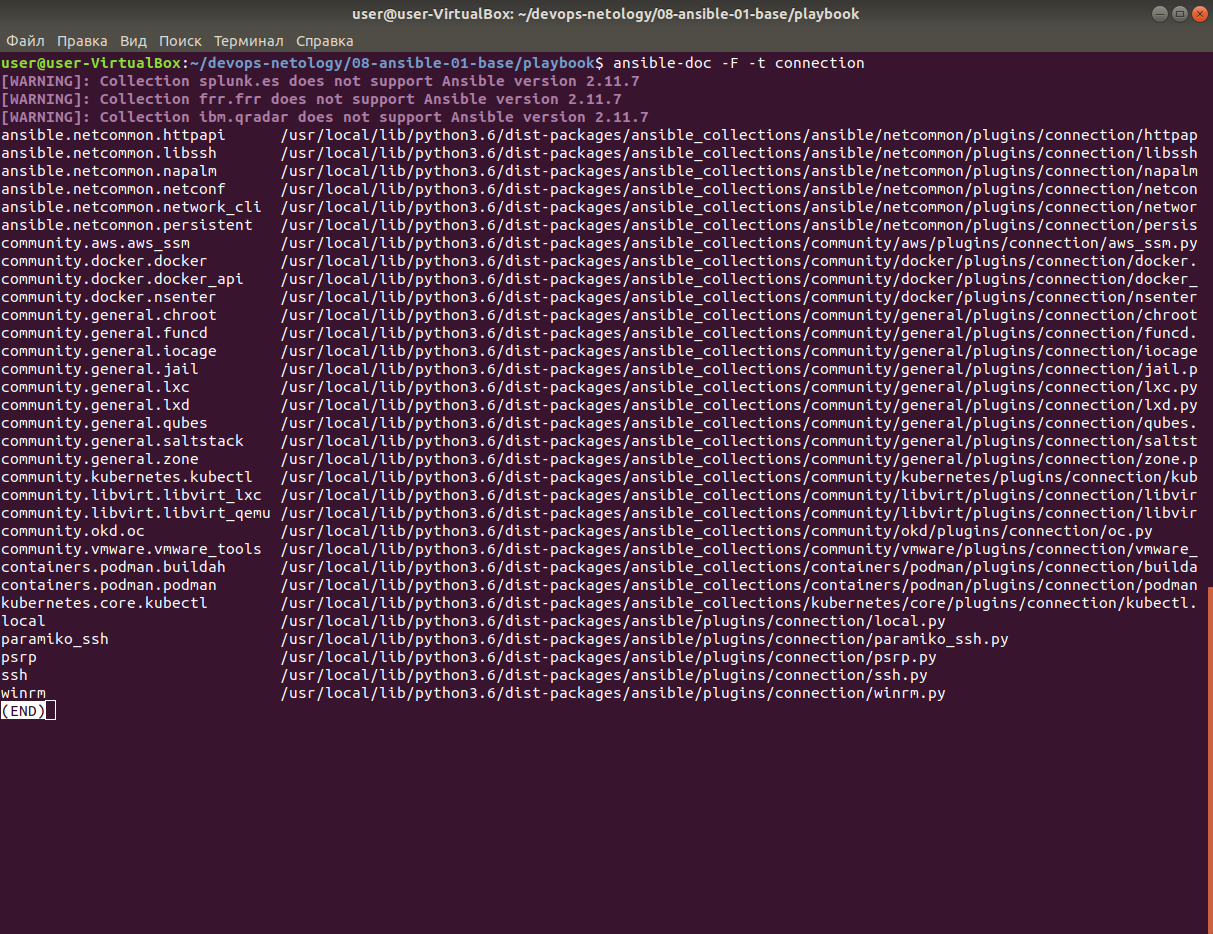 user@user-VirtualBox: ~/devops-netology/08-ansible-01-base/playbook
Файл Правка Вид Поиск Терминал Справка
user@user-VirtualBox:~/devops-netology/08-ansible-01-base/playbook$ ansible-doc -F -t connection
[WARNING]: Collection splunk.es does not support Ansible version 2.11.7
[WARNING]: Collection frr.frr does not support Ansible version 2.11.7
[WARNING]: Collection ibm.qradar does not support Ansible version 2.11.7
ansible.netcommon.httpapi /usr/local/lib/python3.6/dist-packages/ansible_collections/ansible/netcommon/plugins/connection/httpap
ansible.netcommon.libssh /usr/local/lib/python3.6/dist-packages/ansible_collections/ansible/netcommon/plugins/connection/libssh
ansible.netcommon.napalm /usr/local/lib/python3.6/dist-packages/ansible_collections/ansible/netcommon/plugins/connection/napalm
ansible.netcommon.netconf /usr/local/lib/python3.6/dist-packages/ansible_collections/ansible/netcommon/plugins/connection/netcon
ansible.netcommon.network_cli /usr/local/lib/python3.6/dist-packages/ansible_collections/ansible/netcommon/plugins/connection/networ
ansible.netcommon.persistent /usr/local/lib/python3.6/dist-packages/ansible_collections/ansible/netcommon/plugins/connection/persis
community.aws.aws_ssm /usr/local/lib/python3.6/dist-packages/ansible_collections/community/aws/plugins/connection/aws_ssm.py
community.docker.docker /usr/local/lib/python3.6/dist-packages/ansible_collections/community/docker/plugins/connection/docker.
community.docker.docker_api /usr/local/lib/python3.6/dist-packages/ansible_collections/community/docker/plugins/connection/docker_
community.docker.nsenter /usr/local/lib/python3.6/dist-packages/ansible_collections/community/docker/plugins/connection/nsenter
community.general.chroot /usr/local/lib/python3.6/dist-packages/ansible_collections/community/general/plugins/connection/chroot
community.general.funcd /usr/local/lib/python3.6/dist-packages/ansible_collections/community/general/plugins/connection/funcd.
community.general.iocage /usr/local/lib/python3.6/dist-packages/ansible_collections/community/general/plugins/connection/iocage
community.general.jail /usr/local/lib/python3.6/dist-packages/ansible_collections/community/general/plugins/connection/jail.p
community.general.lxc /usr/local/lib/python3.6/dist-packages/ansible_collections/community/general/plugins/connection/lxc.py
community.general.lxd /usr/local/lib/python3.6/dist-packages/ansible_collections/community/general/plugins/connection/lxd.py
community.general.qubes /usr/local/lib/python3.6/dist-packages/ansible_collections/community/general/plugins/connection/qubes.
community.general.saltstack /usr/local/lib/python3.6/dist-packages/ansible_collections/community/general/plugins/connection/saltst
community.general.zone /usr/local/lib/python3.6/dist-packages/ansible_collections/community/general/plugins/connection/zone.p
community.kubernetes.kubectl /usr/local/lib/python3.6/dist-packages/ansible_collections/community/kubernetes/plugins/connection/kub
community.libvirt.libvirt_lxc /usr/local/lib/python3.6/dist-packages/ansible_collections/community/libvirt/plugins/connection/libvir
community.libvirt.libvirt_qemu /usr/local/lib/python3.6/dist-packages/ansible_collections/community/libvirt/plugins/connection/libvir
community.okd.oc /usr/local/lib/python3.6/dist-packages/ansible_collections/community/okd/plugins/connection/oc.py
community.vmware.vmware_tools /usr/local/lib/python3.6/dist-packages/ansible_collections/community/vmware/plugins/connection/vmware_
containers.podman.buildah /usr/local/lib/python3.6/dist-packages/ansible_collections/containers/podman/plugins/connection/builda
containers.podman.podman /usr/local/lib/python3.6/dist-packages/ansible_collections/containers/podman/plugins/connection/podman
kubernetes.core.kubectl /usr/local/lib/python3.6/dist-packages/ansible_collections/kubernetes/core/plugins/connection/kubectl.
local /usr/local/lib/python3.6/dist-packages/ansible/plugins/connection/local.py
paramiko_ssh /usr/local/lib/python3.6/dist-packages/ansible/plugins/connection/paramiko_ssh.py
psrp /usr/local/lib/python3.6/dist-packages/ansible/plugins/connection/psrp.py
ssh /usr/local/lib/python3.6/dist-packages/ansible/plugins/connection/ssh.py
winrm /usr/local/lib/python3.6/dist-packages/ansible/plugins/connection/winrm.py
(END)